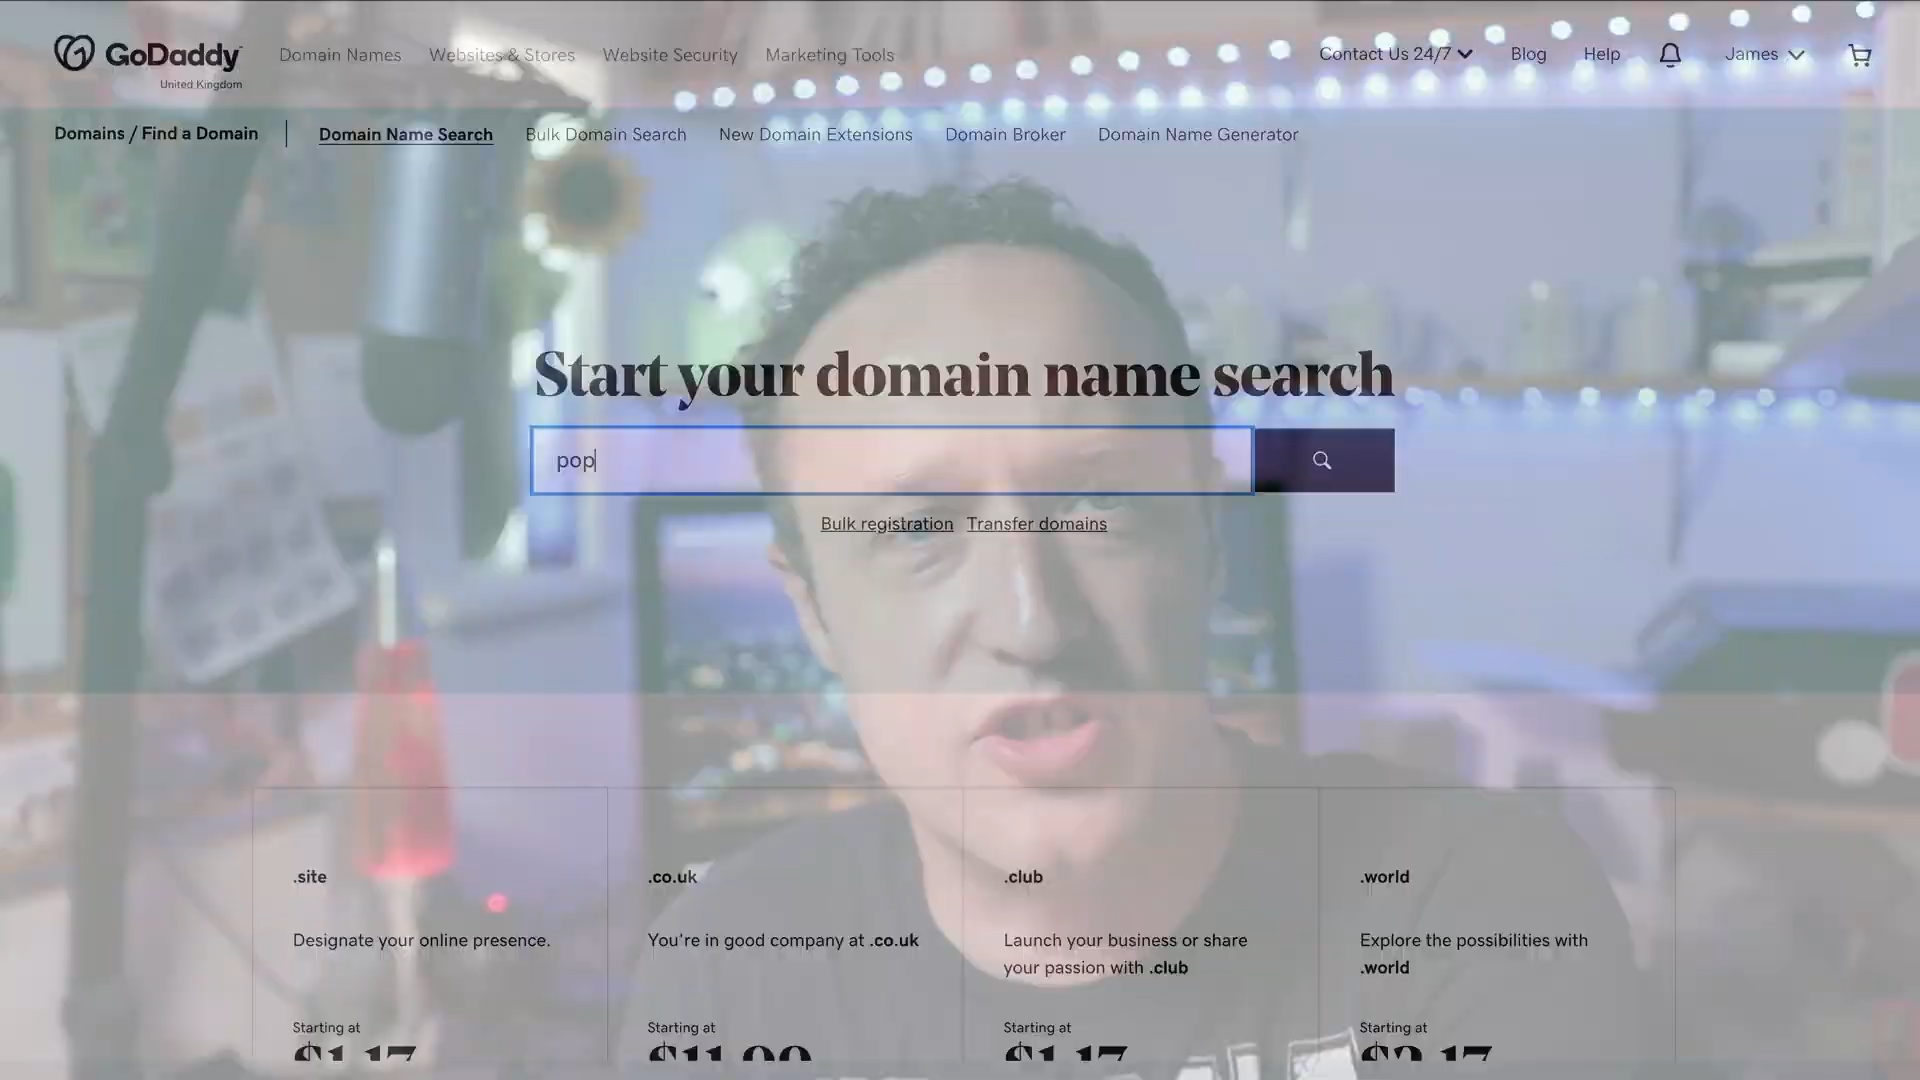 GoDaddy
United Kingdom
Domain Names Websites & Stores Website Security Marketing Tools
Contact Us 24/7 Blog Help James
Domains / Find a Domain Domain Name Search Bulk Domain Search New Domain Extensions Domain Broker Domain Name Generator
Start your domain name search
pop
Bulk registration Transfer domains
.site
Designate your online presence.
Starting at
$1.17
.co.uk
You're in good company at .co.uk
Starting at
.club
Launch your business or share
your passion with .club
Starting at
$1.17
.world
Explore the possibilities with
.world
Starting at